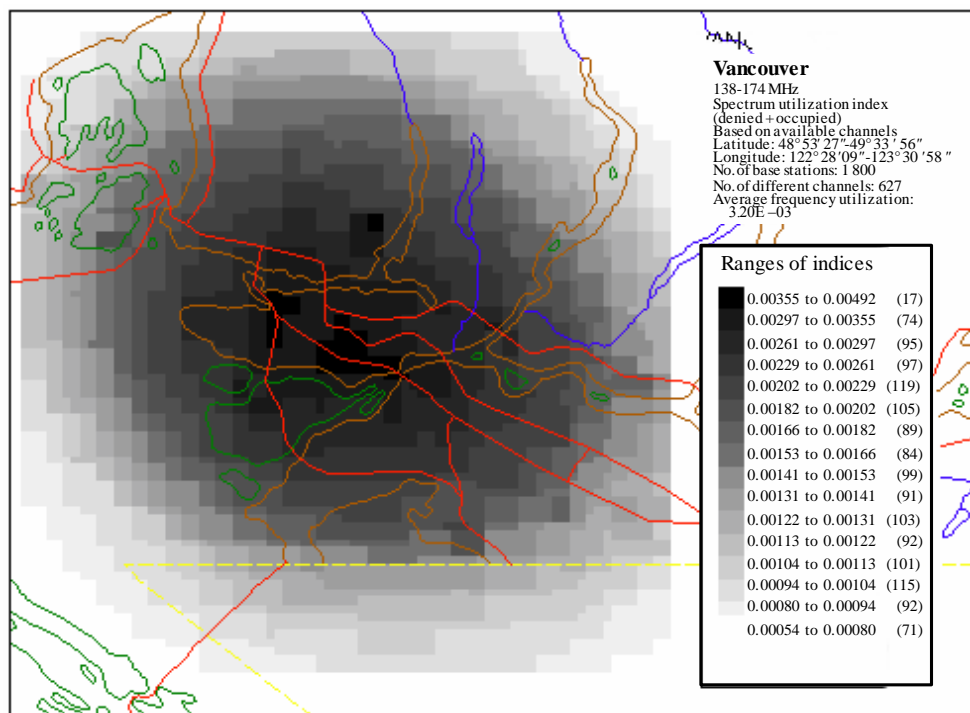 Vancouver
138-174 MHz
Spectrum utilization index
(denied + occupied)
Based on available channels
Latitude: 48° 53' 27"-49° 33' 56"
Longitude: 122° 28' 09"-123° 30' 58"
No. of base stations: 1 800
No. of different channels: 627
Average frequency utilization:
3.20E –03
Ranges of indices
0.00355 to 0.00492 (17)
0.00297 to 0.00355 (74)
0.00261 to 0.00297 (95)
0.00229 to 0.00261 (97)
0.00202 to 0.00229 (119)
0.00182 to 0.00202 (105)
0.00166 to 0.00182 (89)
0.00153 to 0.00166 (84)
0.00141 to 0.00153 (99)
0.00131 to 0.00141 (91)
0.00122 to 0.00131 (103)
0.00113 to 0.00122 (92)
0.00104 to 0.00113 (101)
0.00094 to 0.00104 (115)
0.00080 to 0.00094 (92)
0.00054 to 0.00080 (71)